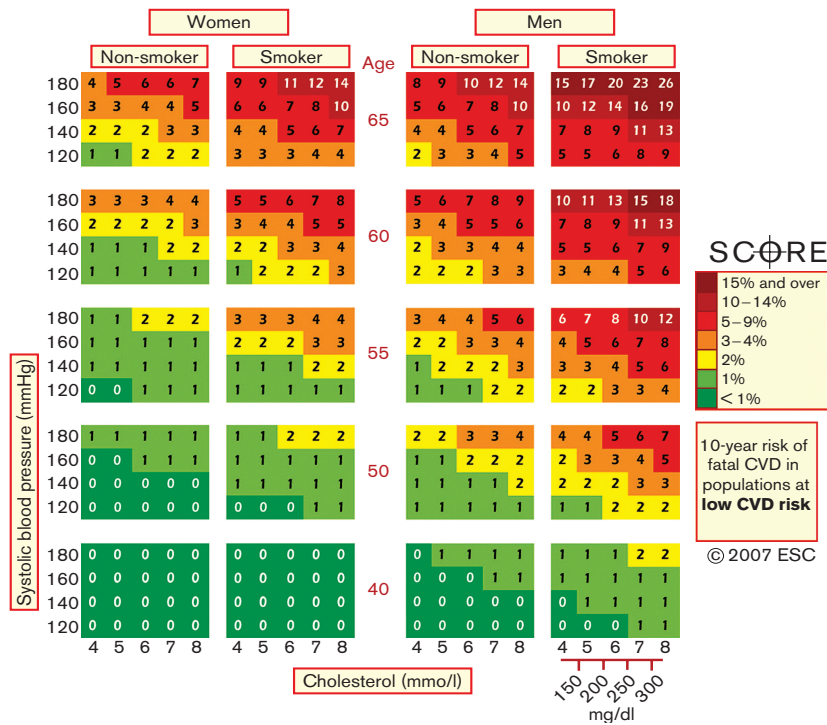 Women Men
Non-smoker Smoker Age Non-smoker Smoker
180 4 5 6 6 7 9 9 11 12 14 8 9 10 12 14 15 17 20 23 26
160 3 3 4 4 5 6 6 7 8 10 5 6 7 8 10 10 12 14 16 19
65
140 2 2 2 3 3 4 4 5 6 7 4 4 5 6 7 7 8 9 11 13
120 1 1 2 2 2 3 3 3 4 4 2 3 3 4 5 5 5 6 8 9
180 3 3 3 4 4 5 5 6 7 8 5 6 7 8 9 10 11 13 15 18
160 2 2 2 2 3 3 4 4 5 5 3 4 5 5 6 7 8 9 11 13
60
140 1 1 1 2 2 2 2 3 3 4 2 3 3 4 4 5 5 6 7 9
120 1 1 1 1 1 1 2 2 2 3 2 2 2 3 3 3 4 4 5 6
180 1 1 2 2 2 3 3 3 4 4 3 4 4 5 6 6 7 8 10 12
160 1 1 1 1 1 2 2 2 3 3 2 2 3 3 4 4 5 6 7 8
55
140 1 1 1 1 1 1 1 1 2 2 1 2 2 2 3 3 3 4 5 6
120 0 0 1 1 1 1 1 1 1 1 1 1 1 2 2 2 2 3 3 4
180 1 1 1 1 1 1 1 2 2 2 2 2 3 3 4 4 4 5 6 7
160 0 0 1 1 1 1 1 1 1 1 1 1 2 2 2 2 3 3 4 5
50
140 0 0 0 0 0 1 1 1 1 1 1 1 1 1 2 2 2 2 3 3
120 0 0 0 0 0 0 0 0 1 1 1 1 1 1 1 1 1 2 2 2
180 0 0 0 0 0 0 0 0 0 0 0 1 1 1 1 1 1 1 2 2
160 0 0 0 0 0 0 0 0 0 0 0 0 0 1 1 1 1 1 1 1
40
140 0 0 0 0 0 0 0 0 0 0 0 0 0 0 0 0 1 1 1 1
120 0 0 0 0 0 0 0 0 0 0 0 0 0 0 0 0 0 0 1 1
4 5 6 7 8 4 5 6 7 8 4 5 6 7 8 4 5 6 7 8
150 200 250 300
mg/dl
Cholesterol (mmo/l)
Systolic blood pressure (mmHg)
SCORE
15% and over
10–14%
5–9%
3–4%
2%
1%
< 1%
10-year risk of
fatal CVD in
populations at
low CVD risk
© 2007 ESC